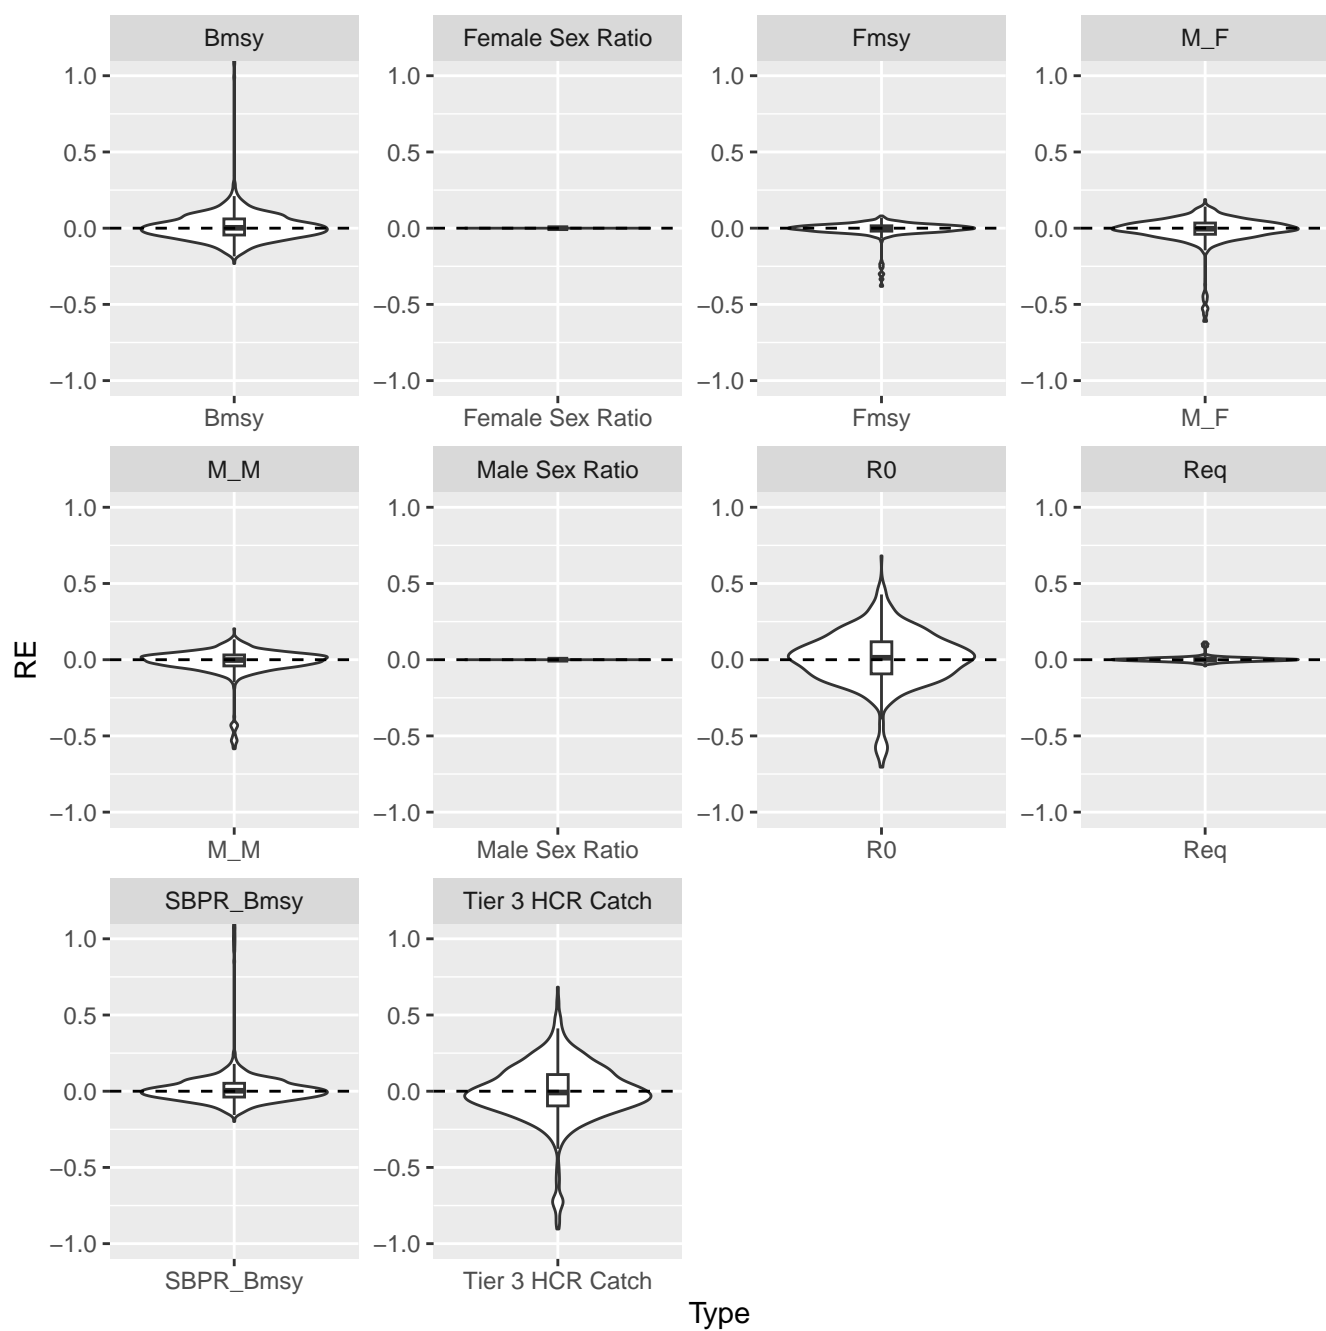 Bmsy Female Sex Ratio Fmsy M_F
1.0 1.0 1.0 1.0
0.5 0.5 0.5 0.5
0.0 0.0 0.0 0.0
−0.5 −0.5 −0.5 −0.5
−1.0 −1.0 −1.0 −1.0
Bmsy Female Sex Ratio Fmsy M_F
M_M Male Sex Ratio R0 Req
1.0 1.0 1.0 1.0
0.5 0.5 0.5 0.5
RE
0.0 0.0 0.0 0.0
−0.5 −0.5 −0.5 −0.5
−1.0 −1.0 −1.0 −1.0
M_M Male Sex Ratio R0 Req
SBPR_Bmsy Tier 3 HCR Catch
1.0 1.0
0.5 0.5
0.0 0.0
−0.5 −0.5
−1.0 −1.0
SBPR_Bmsy Tier 3 HCR Catch
Type